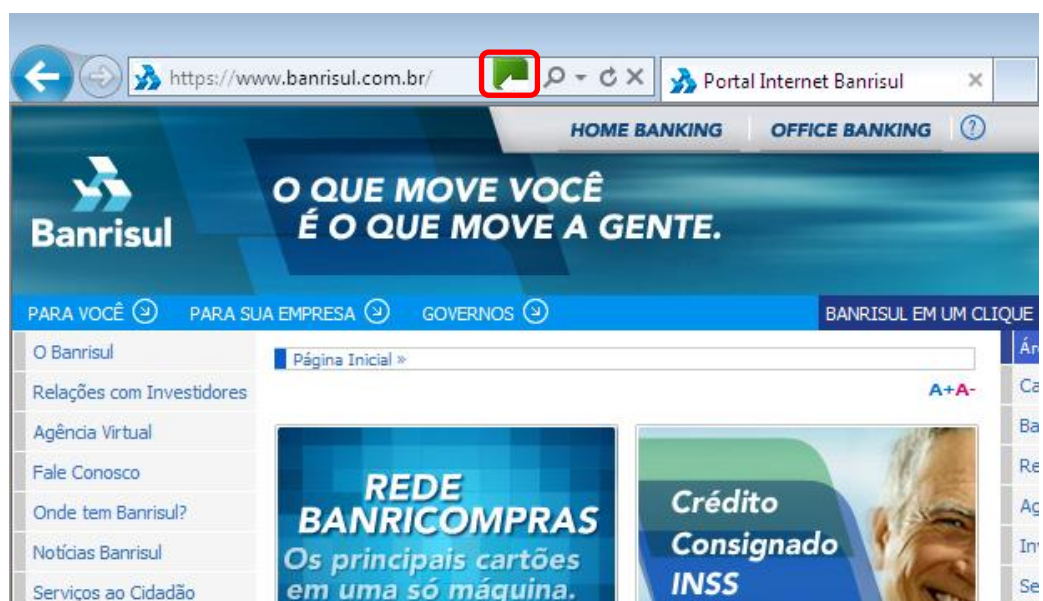 https://www.banrisul.com.br/
Portal Internet Banrisul
HOME BANKING OFFICE BANKING ?
Banrisul
O QUE MOVE VOCÊ
É O QUE MOVE A GENTE.
PARA VOCÊ PARA SUA EMPRESA GOVERNOS BANRISUL EM UM CLIQUE
O Banrisul
Relações com Investidores
Agência Virtual
Fale Conosco
Onde tem Banrisul?
Notícias Banrisul
Serviços ao Cidadão
Página Inicial »
A+A-
REDE
BANRICOMPRAS
Os principais cartões
em uma só máquina.
Crédito
Consignado
INSS